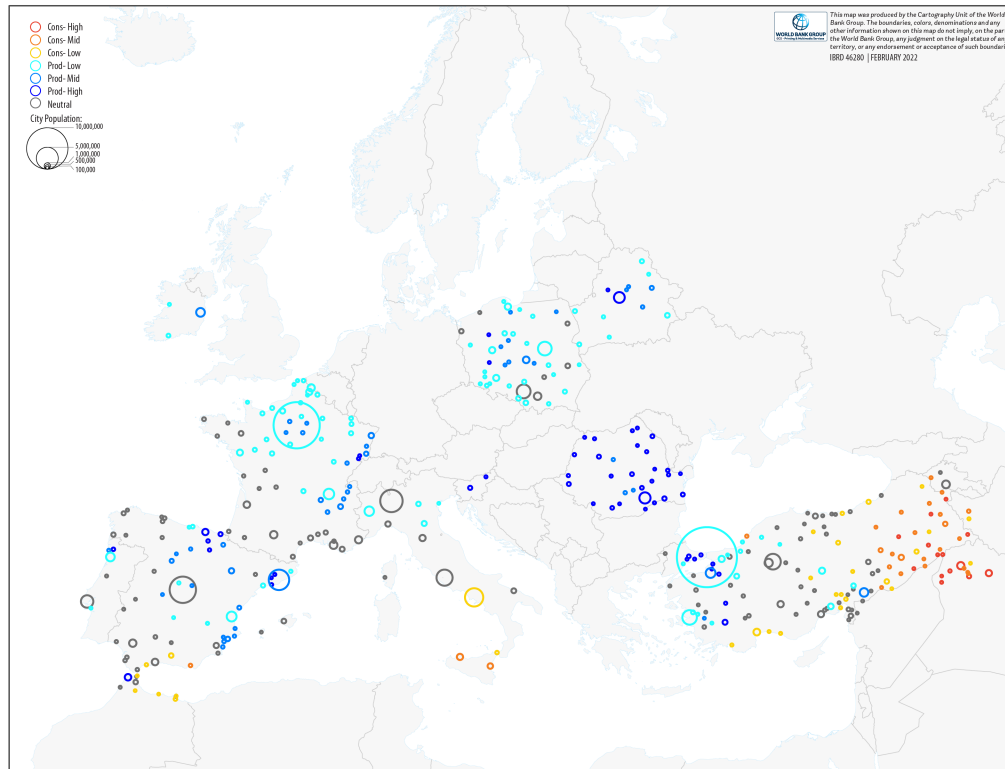 Cons- High
Cons- Mid
Cons- Low
Prod- Low
Prod- Mid
Prod- High
Neutral
City Population:
10,000,000
5,000,000
1,000,000
500,000
100,000
WORLD BANK GROUP
This map was produced by the Cartography Unit of the World
Bank Group. The boundaries, colors, denominations and any
other information shown on this map do not imply, on the part
the World Bank Group, any judgment on the legal status of any
territory, or any endorsement or acceptance of such boundari
IBRD 46280 | FEBRUARY 2022